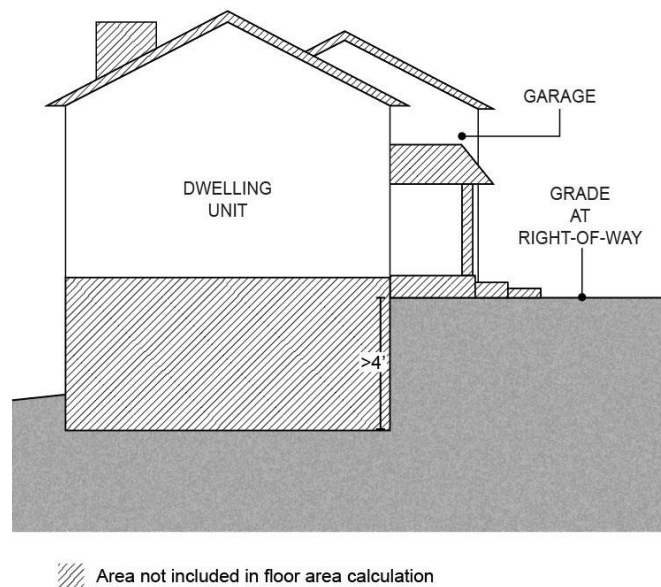 GARAGE
DWELLING
UNIT
GRADE
AT
RIGHT-OF-WAY
>4'
Area not included in floor area calculation